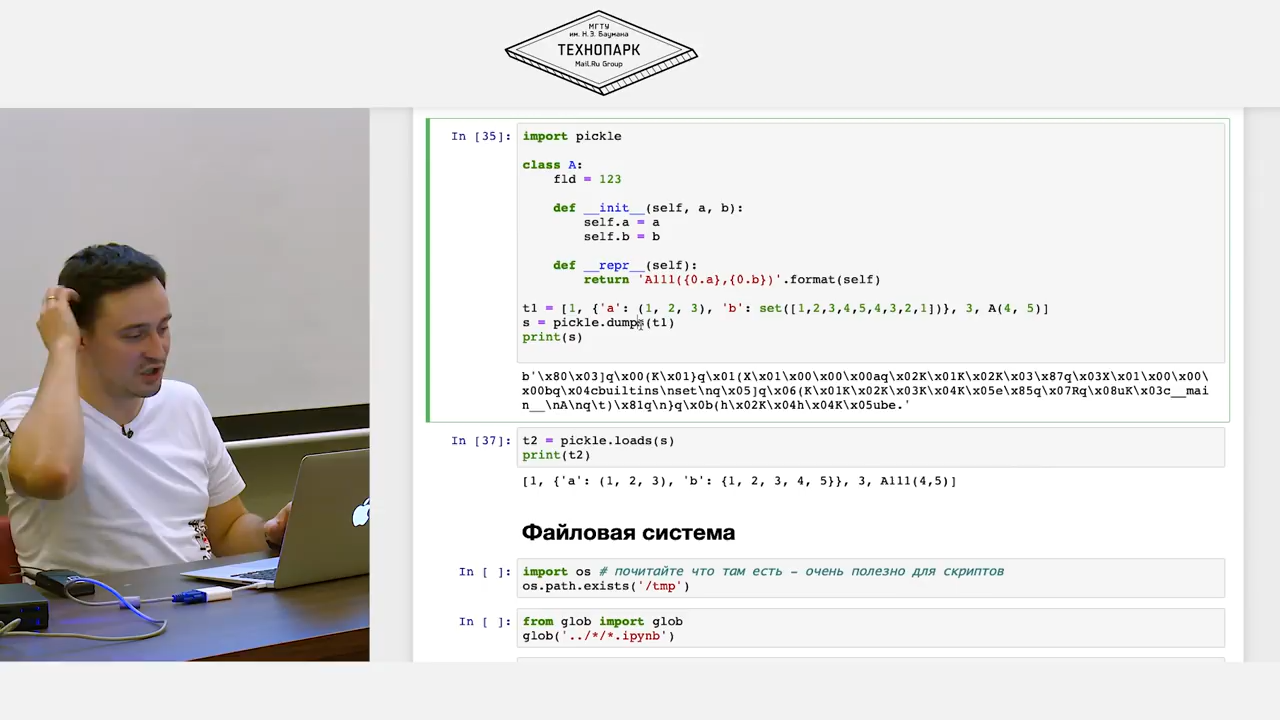 МГТУ
им. Н.Э. Баумана
ТЕХНОПАРК
Mail.Ru Group
In [35]:
import pickle
class A:
    fld = 123
    def __init__(self, a, b):
        self.a = a
        self.b = b
    def __repr__(self):
        return 'A111({0.a},{0.b})'.format(self)
t1 = [1, {'a': (1, 2, 3), 'b': set([1,2,3,4,5,4,3,2,1])}, 3, A(4, 5)]
s = pickle.dumps(t1)
print(s)
b'\x80\x03]q\x00(K\x01}q\x01(X\x01\x00\x00\x00aq\x02K\x01K\x02K\x03\x87q\x03X\x01\x00\x00\
x00bq\x04cbuiltins\nset\nq\x05]q\x06(K\x01K\x02K\x03K\x04K\x05e\x85q\x07Rq\x08uK\x03c__mai
n__\nA\nq\t)\x81q\n}q\x0b(h\x02K\x04h\x04K\x05ube.'
In [37]:
t2 = pickle.loads(s)
print(t2)
[1, {'a': (1, 2, 3), 'b': {1, 2, 3, 4, 5}}, 3, A111(4,5)]
Файловая система
In [ ]:
import os # почитайте что там есть – очень полезно для скриптов
os.path.exists('/tmp')
In [ ]:
from glob import glob
glob('../*/*.ipynb')